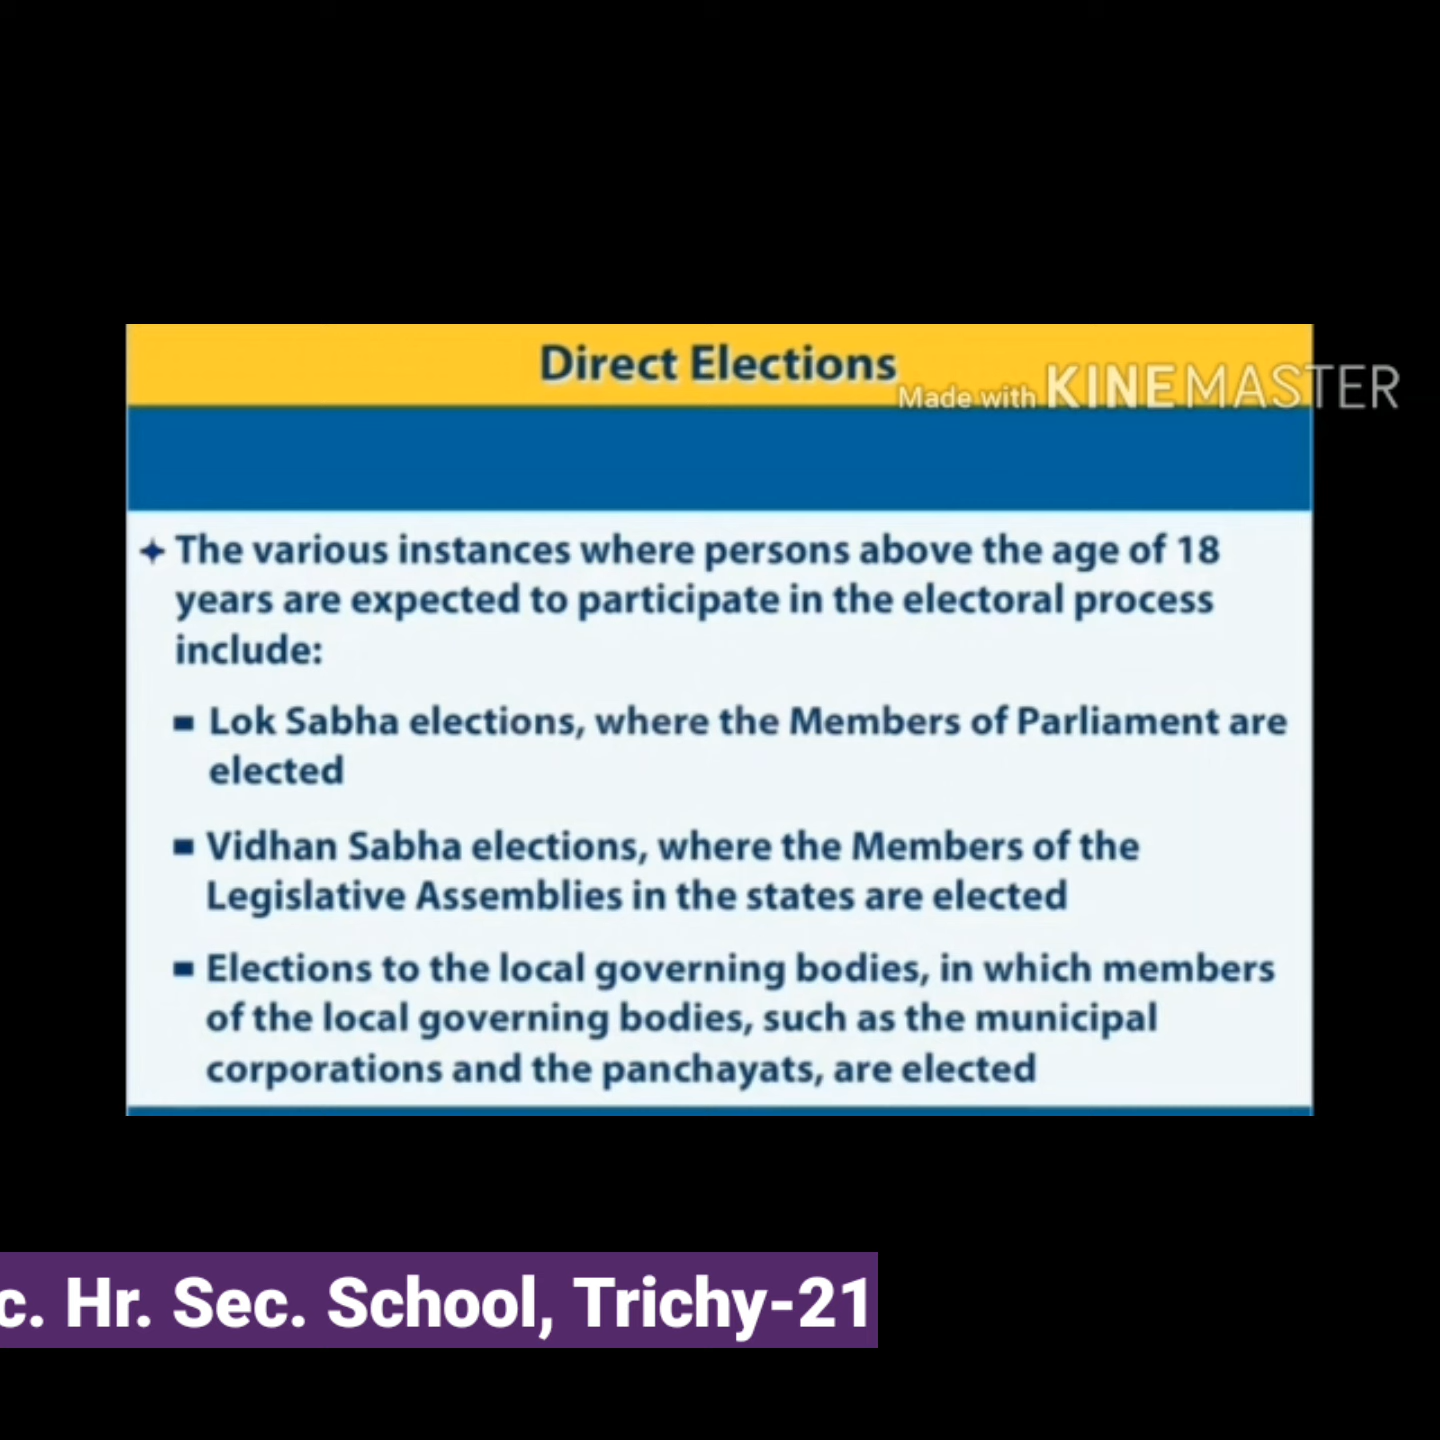 Direct Elections
Made with KINEMASTER
The various instances where persons above the age of 18
years are expected to participate in the electoral process
include:
Lok Sabha elections, where the Members of Parliament are
elected
Vidhan Sabha elections, where the Members of the
Legislative Assemblies in the states are elected
Elections to the local governing bodies, in which members
of the local governing bodies, such as the municipal
corporations and the panchayats, are elected
c. Hr. Sec. School, Trichy-21